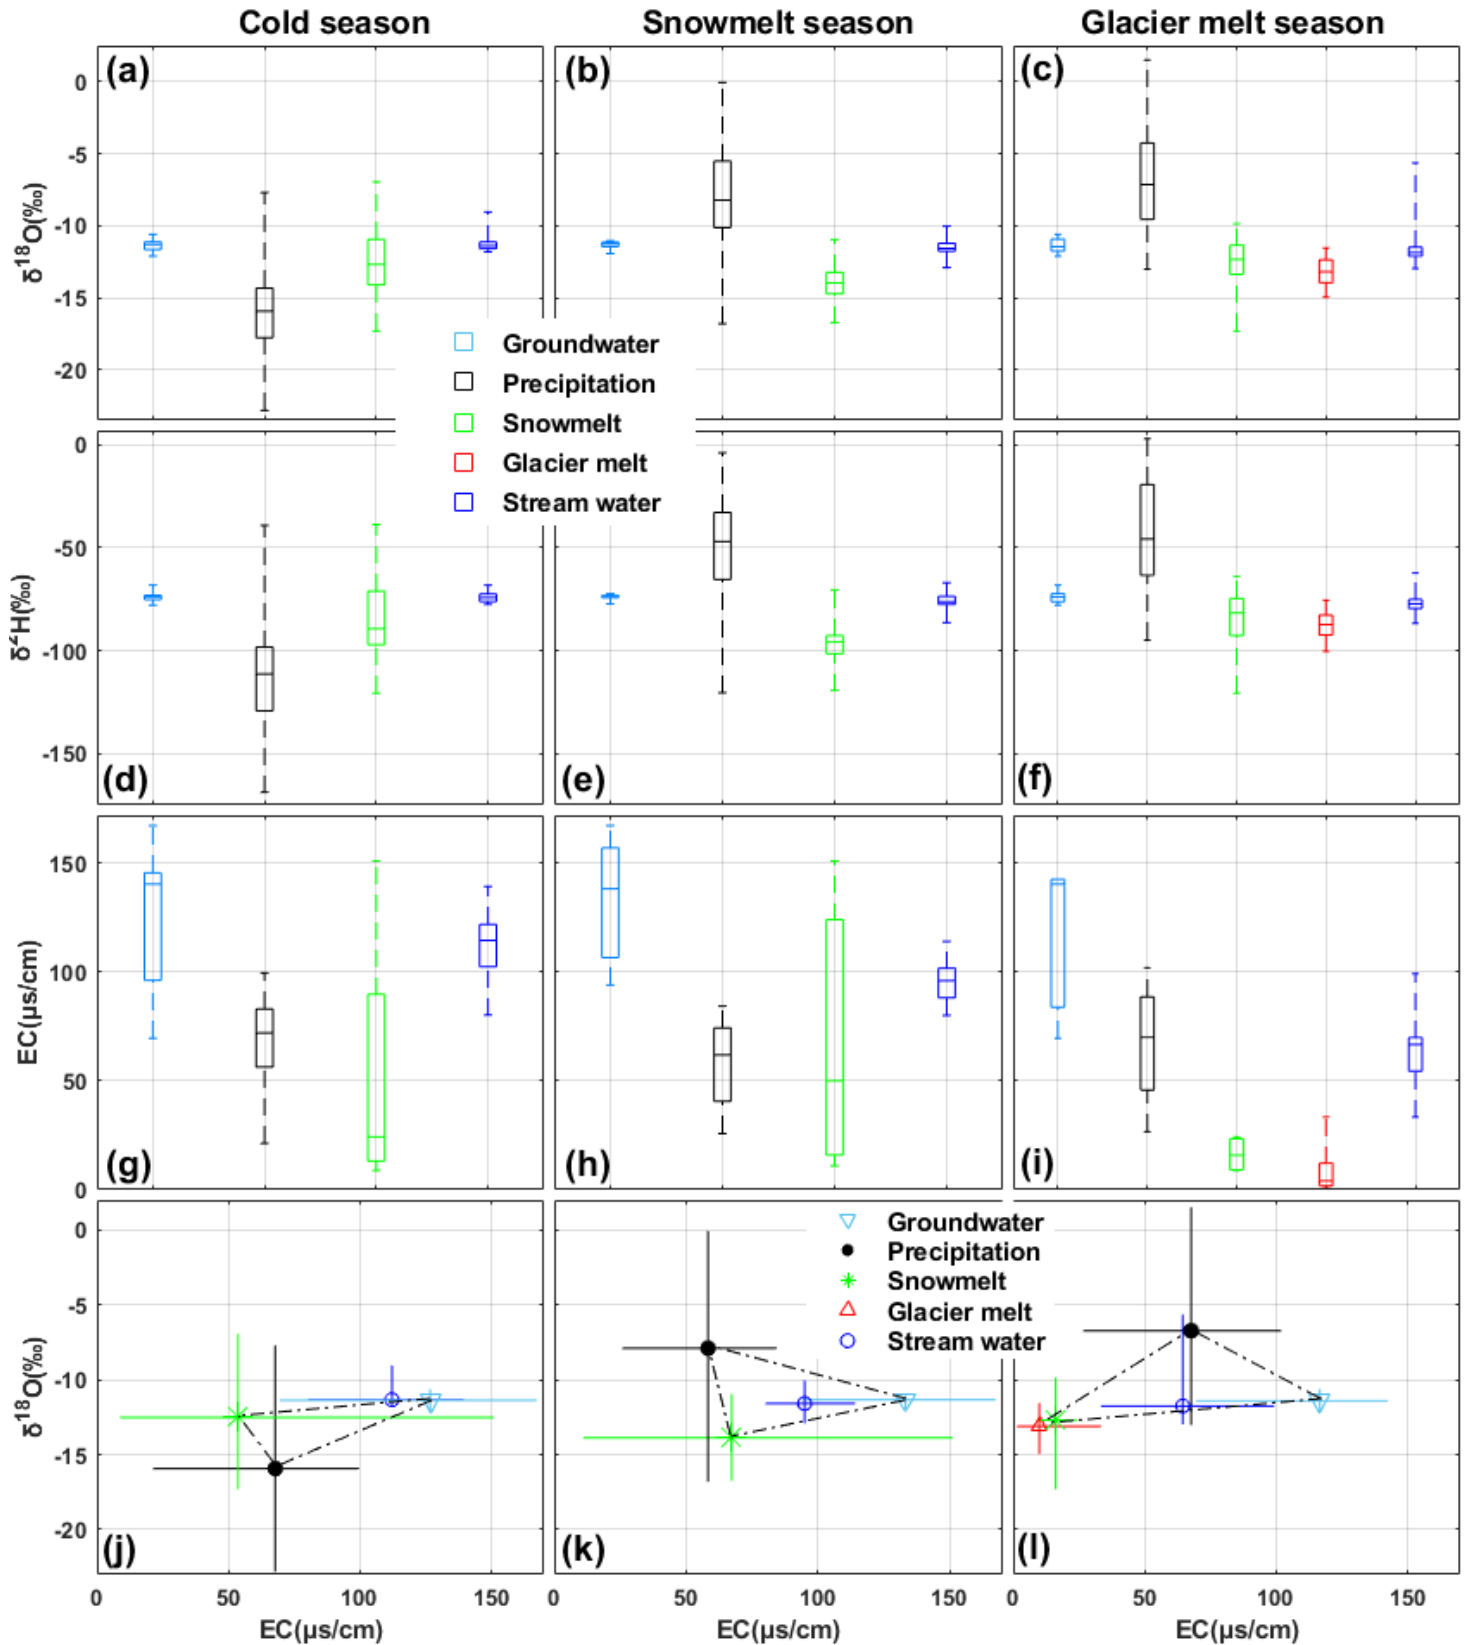 Cold season
Snowmelt season
Glacier melt season
(a)
(b)
(c)
0
-5
-10
-15
-20
δ¹⁸O(‰)
Groundwater
Precipitation
Snowmelt
Glacier melt
Stream water
0
-50
-100
-150
δ²H(‰)
(d)
(e)
(f)
150
100
50
0
EC(μs/cm)
(g)
(h)
(i)
Groundwater
Precipitation
Snowmelt
Glacier melt
Stream water
0
-5
-10
-15
-20
δ¹⁸O(‰)
(j)
(k)
(l)
0 50 100 150
0 50 100 150
0 50 100 150
EC(μs/cm)
EC(μs/cm)
EC(μs/cm)